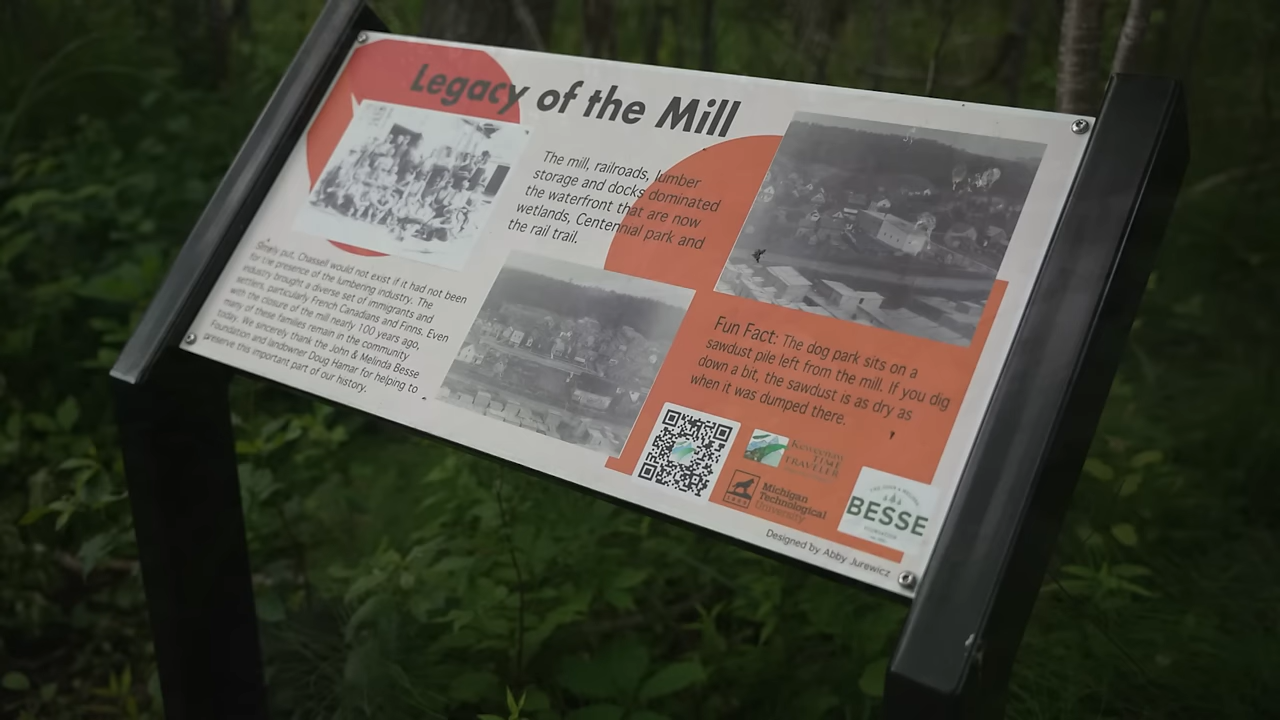 Legacy of the Mill
Simply put, Chassell would not exist if it had not been
for the presence of the lumbering industry. The
industry brought a diverse set of immigrants and
settlers, particularly French Canadians and Finns. Even
with the closure of the mill nearly 100 years ago,
many of these families remain in the community
today. We sincerely thank the John & Melinda Besse
Foundation and landowner Doug Hamar for helping to
preserve this important part of our history.
The mill, railroads, lumber
storage and docks dominated
the waterfront that are now
wetlands, Centennial park and
the rail trail.
Fun Fact: The dog park sits on a
sawdust pile left from the mill. If you dig
down a bit, the sawdust is as dry as
when it was dumped there.
Keweenaw
TIME
TRAVELER
Michigan
Technological
University
1885
BESSE
Designed by Abby Jurewicz